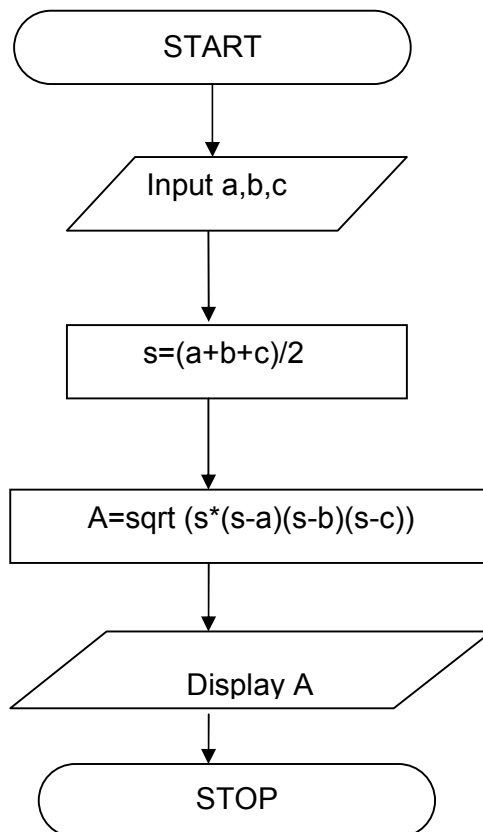 START
Input a,b,c
s=(a+b+c)/2
A=sqrt (s*(s-a)(s-b)(s-c))
Display A
STOP